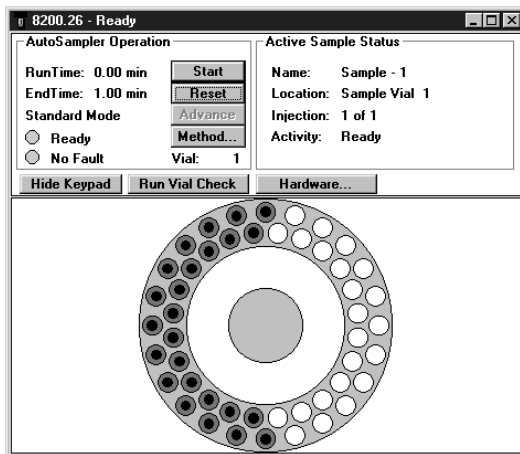 8200.26 - Ready
AutoSampler Operation
RunTime: 0.00 min
Start
EndTime: 1.00 min
Reset
Standard Mode
Advance
Ready
Method...
No Fault
Vial: 1
Active Sample Status
Name: Sample - 1
Location: Sample Vial 1
Injection: 1 of 1
Activity: Ready
Hide Keypad
Run Vial Check
Hardware...